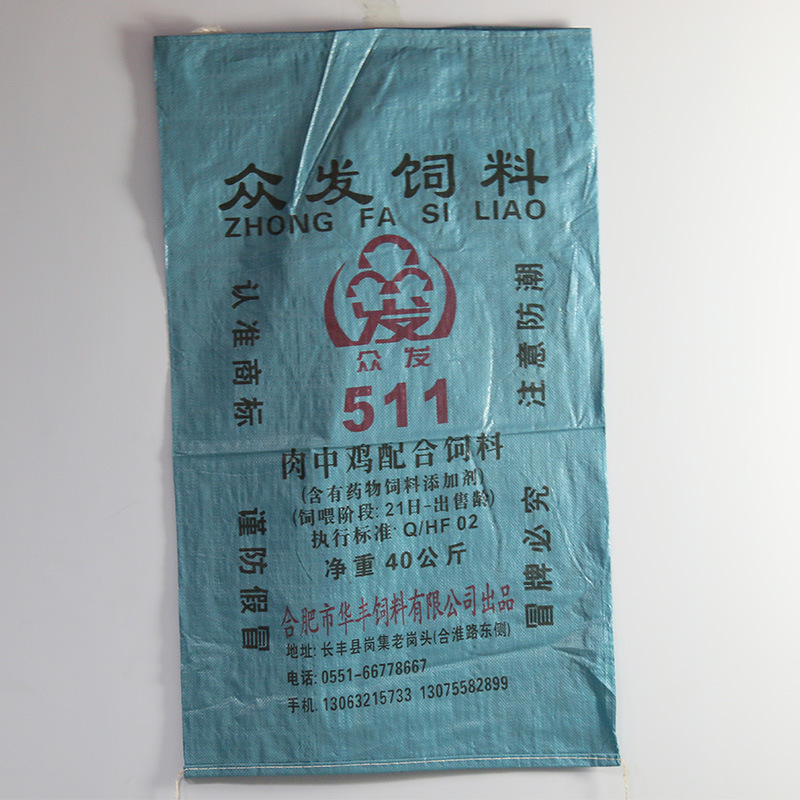 众发饲料
ZHONG FA SI LIAO
认准商标
注意防潮
发
众发
511
肉中鸡配合饲料
(含有药物饲料添加剂)
(饲喂阶段: 21日-出售龄)
执行标准: Q/HF 02
净重 40公斤
谨防假冒
冒牌必究
合肥市华丰饲料有限公司出品
地址: 长丰县岗集老岗头(合淮路东侧)
电话: 0551-66778667
手机: 13063215733 13075582899